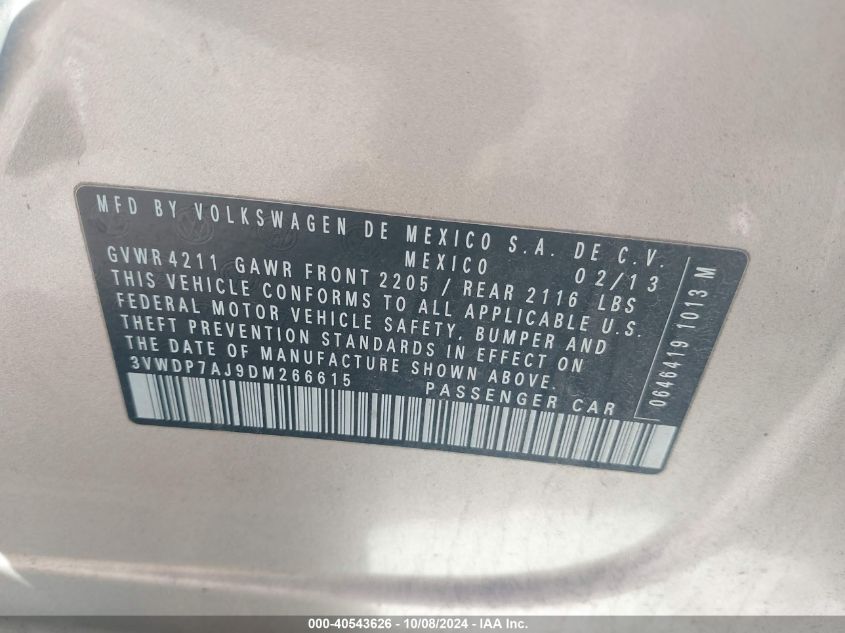 MFD BY VOLKSWAGEN DE MEXICO S.A. DE C.V.
MEXICO 02/13
GVWR 4211 GAWR FRONT 2205 / REAR 2116 LBS
THIS VEHICLE CONFORMS TO ALL APPLICABLE U.S.
FEDERAL MOTOR VEHICLE SAFETY, BUMPER AND
THEFT PREVENTION STANDARDS IN EFFECT ON
THE DATE OF MANUFACTURE SHOWN ABOVE.
3VWDP7AJ9DM266615 PASSENGER CAR
0646419 1013 M
000-40543626 - 10/08/2024 - IAA Inc.